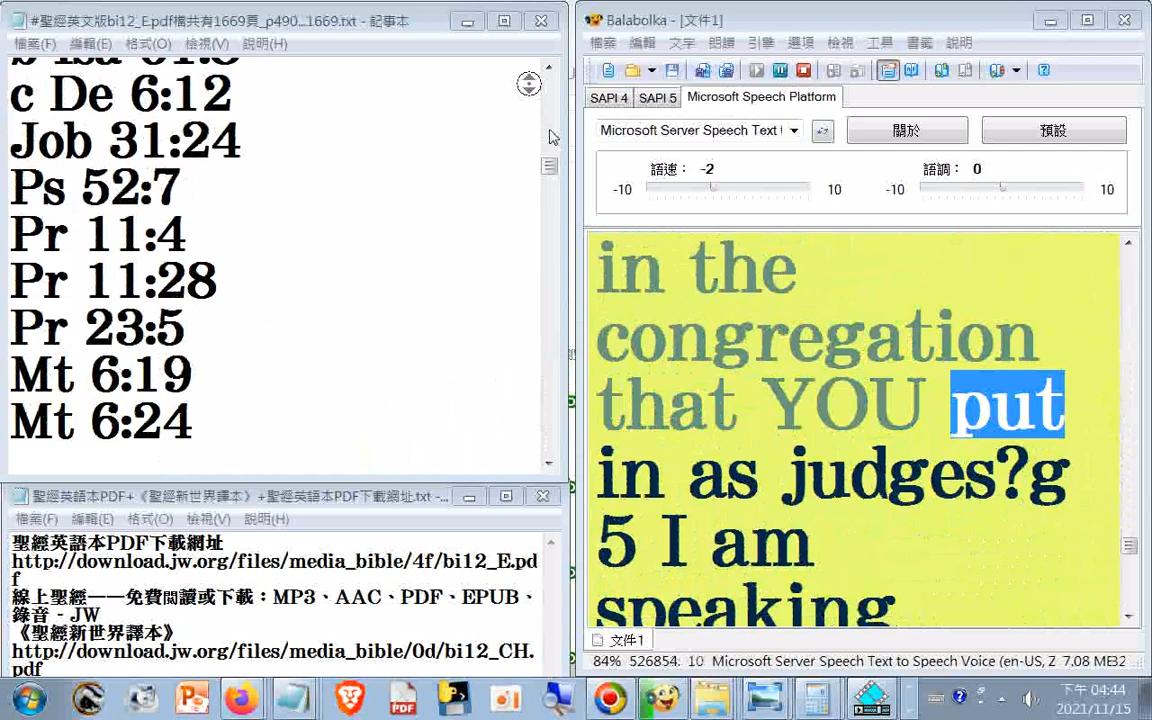 #聖經英文版bi12_E.pdf檔共有1669頁_p490...1669.txt - 記事本
檔案(F) 編輯(E) 格式(O) 檢視(V) 說明(H)
c De 6:12
Job 31:24
Ps 52:7
Pr 11:4
Pr 11:28
Pr 23:5
Mt 6:19
Mt 6:24
聖經英語本PDF+《聖經新世界譯本》+聖經英語本PDF下載網址.txt -...
檔案(F) 編輯(E) 格式(O) 檢視(V) 說明(H)
聖經英語本PDF下載網址
http://download.jw.org/files/media_bible/4f/bi12_E.pd
f
線上聖經——免費閱讀或下載：MP3、AAC、PDF、EPUB、
錄音 - JW
《聖經新世界譯本》
http://download.jw.org/files/media_bible/0d/bi12_CH.
pdf
Balabolka - [文件1]
檔案 編輯 文字 朗讀 引擎 選項 檢視 工具 書籤 說明
SAPI 4 SAPI 5 Microsoft Speech Platform
Microsoft Server Speech Text 關於 預設
語速： -2 語調： 0
-10 10 -10 10
in the
congregation
that YOU put
in as judges?g
5 I am
speaking
文件1
84% 526854: 10 Microsoft Server Speech Text to Speech Voice (en-US, Z 7.08 MB
下午 04:44
2021/11/15